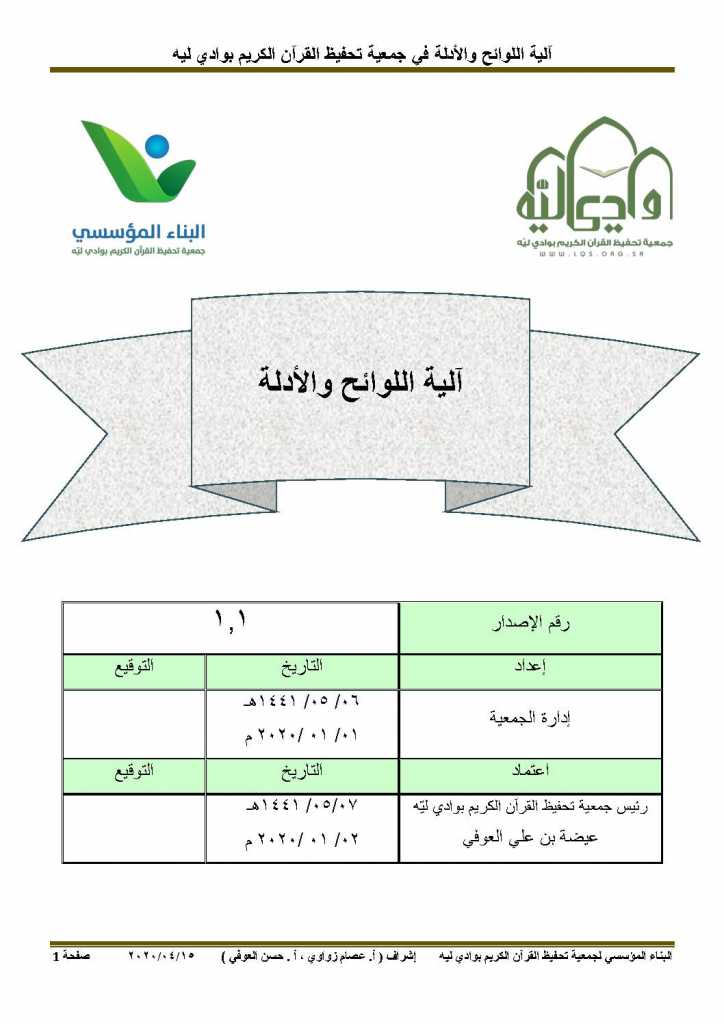 آلية اللوائح والأدلة في جمعية تحفيظ القرآن الكريم بوادي ليه
وادي ليّه
جمعية تحفيظ القرآن الكريم بوادي ليّه
WWW.LQS.ORG.SA
البناء المؤسسي
جمعية تحفيظ القرآن الكريم بوادي ليّه
آلية اللوائح والأدلة
رقم الإصدار ١,١
إعداد التاريخ التوقيع
إدارة الجمعية ٠٦/ ٠٥/ ١٤٤١هـ
٠١/ ٠١ /٢٠٢٠ م
اعتماد التاريخ التوقيع
رئيس جمعية تحفيظ القرآن الكريم بوادي ليّه ٠٧/٠٥/ ١٤٤١هـ
عيضة بن علي العوفي ٠٢/ ٠١ /٢٠٢٠ م
البناء المؤسسي لجمعية تحفيظ القرآن الكريم بوادي ليه إشراف ( أ. عصام زواوي ، أ . حسن العوفي ) ٢٠٢٠/٠٤/١٥ صفحة 1